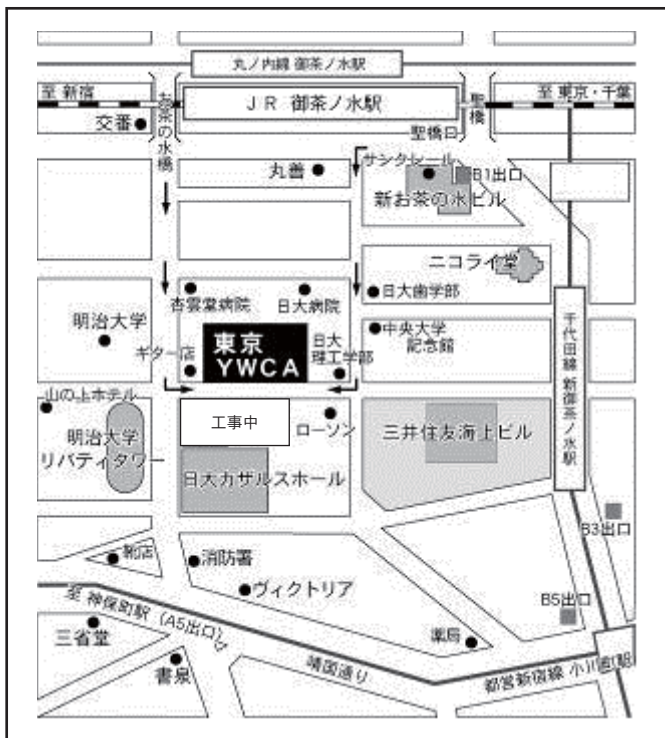 丸ノ内線 御茶ノ水駅
至 新宿
JR 御茶ノ水駅
聖橋
至 東京・千葉
交番
お茶の水橋
聖橋口
丸善
サンクレール
B1出口
新お茶の水ビル
ニコライ堂
杏雲堂病院
日大病院
日大歯学部
明治大学
ギター店
東京
YWCA
日大
理工学部
中央大学
記念館
千代田線 新御茶ノ水駅
山の上ホテル
工事中
ローソン
三井住友海上ビル
明治大学
リバティタワー
日大カザルスホール
B3出口
靴店
消防署
ヴィクトリア
B5出口
至 神保町駅 (A5出口)
三省堂
薬局
書泉
靖国通り
都営新宿線 小川町駅